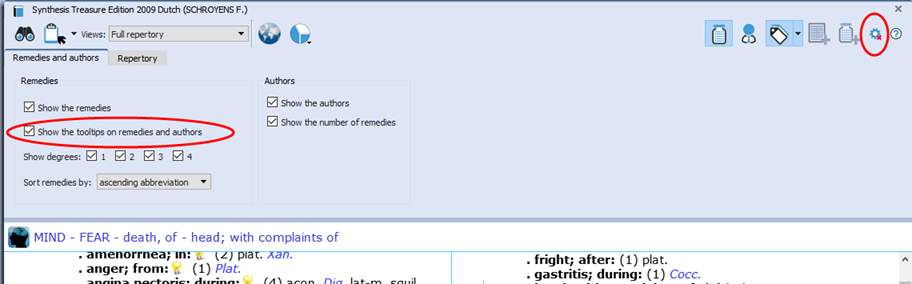 Synthesis Treasure Edition 2009 Dutch (SCHROYENS F.)
Views: Full repertory
Remedies and authors Repertory
Remedies Authors
Show the remedies Show the authors
Show the tooltips on remedies and authors Show the number of remedies
Show degrees: 1 2 3 4
Sort remedies by: ascending abbreviation
MIND - FEAR - death, of - head; with complaints of
. amenorrhea; in: (2) plat. Xan.
. anger; from: (1) Plat.
. angina pectoris; during: (4) acon. Dig. lat-m. squil.
. fright; after: (1) plat.
. gastritis; during: (1) Cocc.